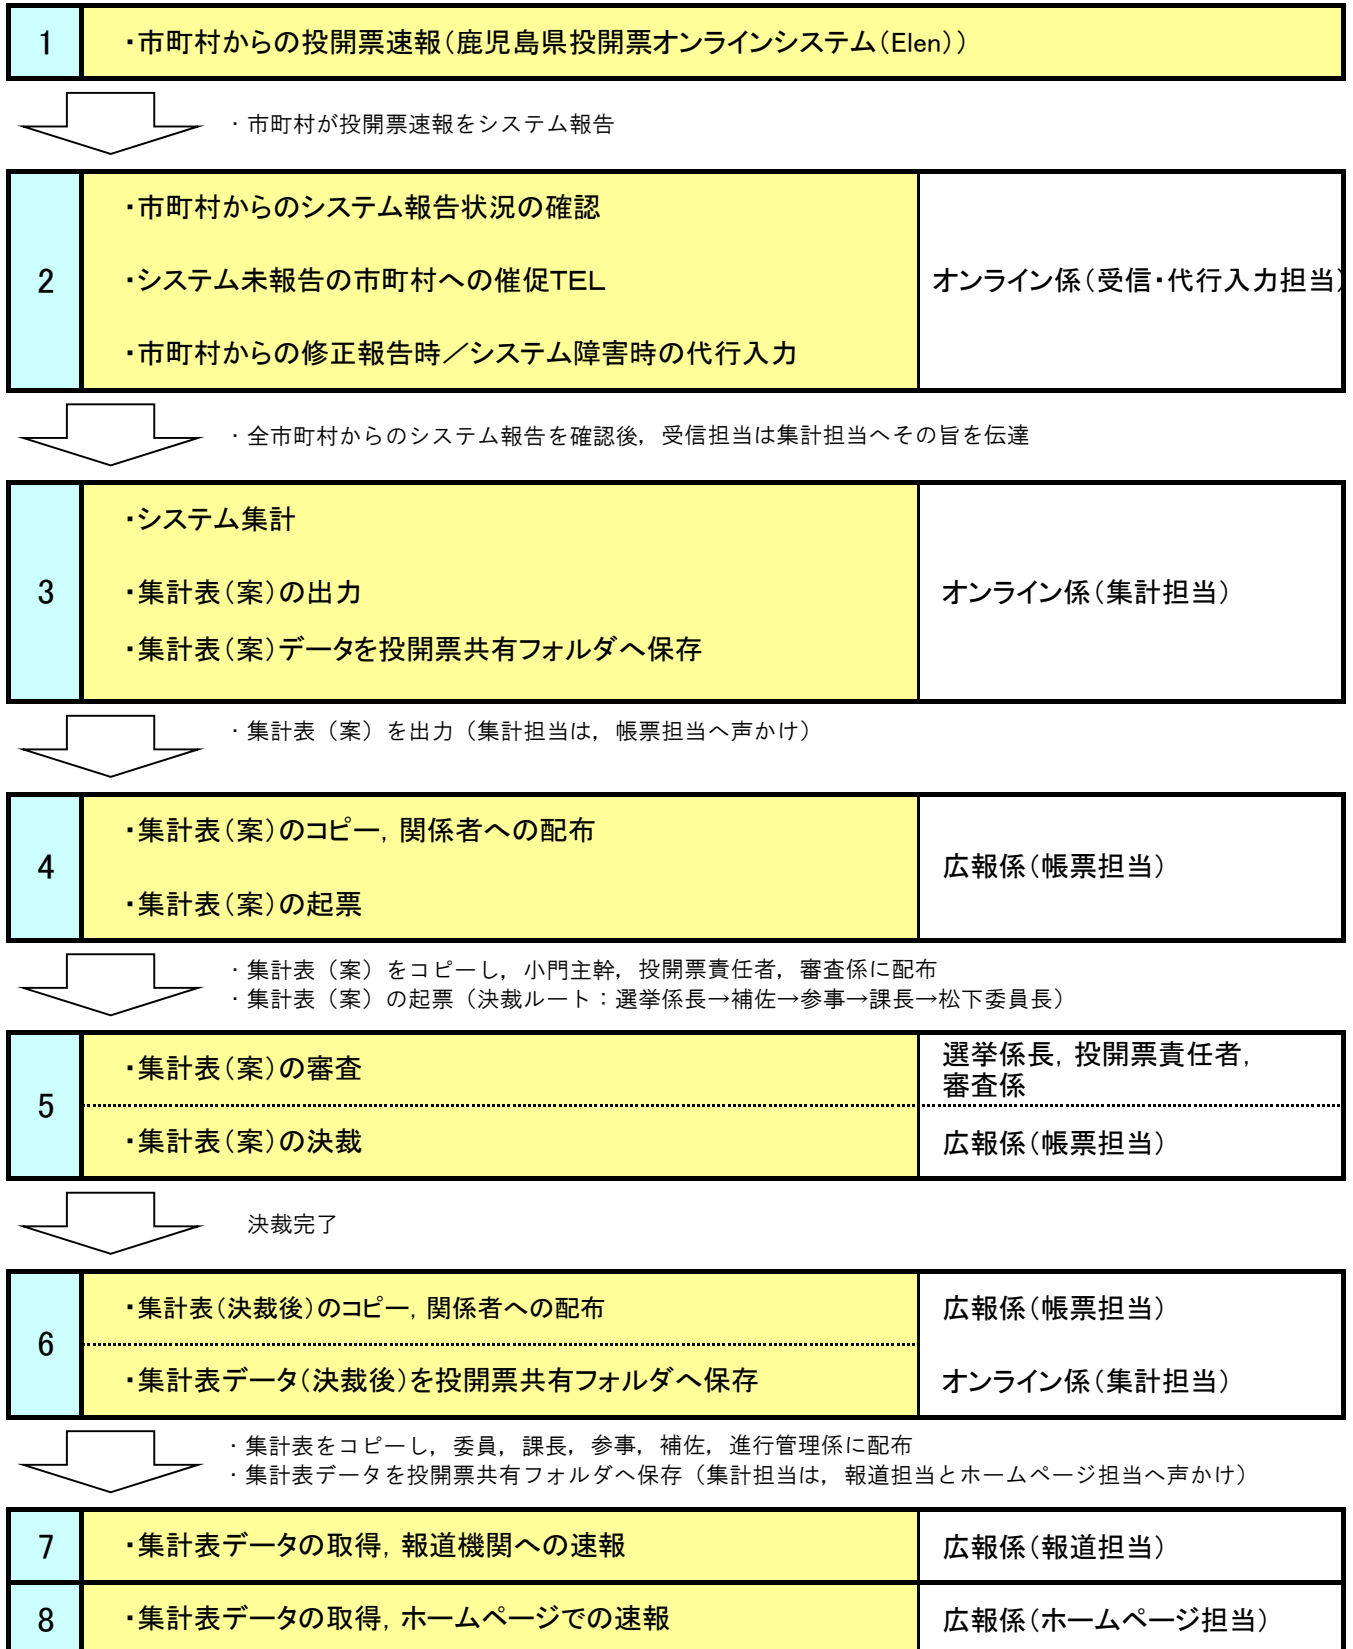 1
・市町村からの投開票速報（鹿児島県投開票オンラインシステム（Elen））
・市町村が投開票速報をシステム報告
2
・市町村からのシステム報告状況の確認
・システム未報告の市町村への催促TEL
・市町村からの修正報告時／システム障害時の代行入力
オンライン係（受信・代行入力担当）
・全市町村からのシステム報告を確認後，受信担当は集計担当へその旨を伝達
3
・システム集計
・集計表（案）の出力
・集計表（案）データを投開票共有フォルダへ保存
オンライン係（集計担当）
・集計表（案）を出力（集計担当は，帳票担当へ声かけ）
4
・集計表（案）のコピー，関係者への配布
・集計表（案）の起票
広報係（帳票担当）
・集計表（案）をコピーし，小門主幹，投開票責任者，審査係に配布
・集計表（案）の起票（決裁ルート：選挙係長→補佐→参事→課長→松下委員長）
5
・集計表（案）の審査
選挙係長，投開票責任者，
審査係
・集計表（案）の決裁
広報係（帳票担当）
決裁完了
6
・集計表（決裁後）のコピー，関係者への配布
広報係（帳票担当）
・集計表データ（決裁後）を投開票共有フォルダへ保存
オンライン係（集計担当）
・集計表をコピーし，委員，課長，参事，補佐，進行管理係に配布
・集計表データを投開票共有フォルダへ保存（集計担当は，報道担当とホームページ担当へ声かけ）
7
・集計表データの取得，報道機関への速報
広報係（報道担当）
8
・集計表データの取得，ホームページでの速報
広報係（ホームページ担当）